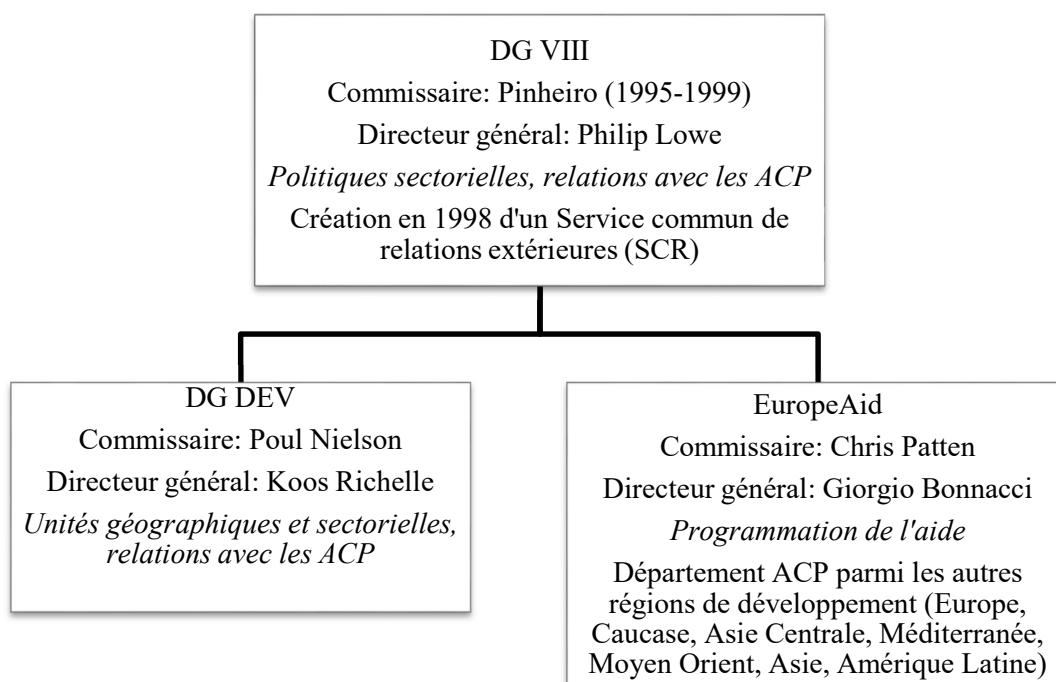 DG VIII
Commissaire: Pinheiro (1995-1999)
Directeur général: Philip Lowe
Politiques sectorielles, relations avec les ACP
Création en 1998 d'un Service commun de
relations extérieures (SCR)
DG DEV
Commissaire: Poul Nielson
Directeur général: Koos Richelle
Unités géographiques et sectorielles,
relations avec les ACP
EuropeAid
Commissaire: Chris Patten
Directeur général: Giorgio Bonnacci
Programmation de l'aide
Département ACP parmi les autres
régions de développement (Europe,
Caucase, Asie Centrale, Méditerranée,
Moyen Orient, Asie, Amérique Latine)